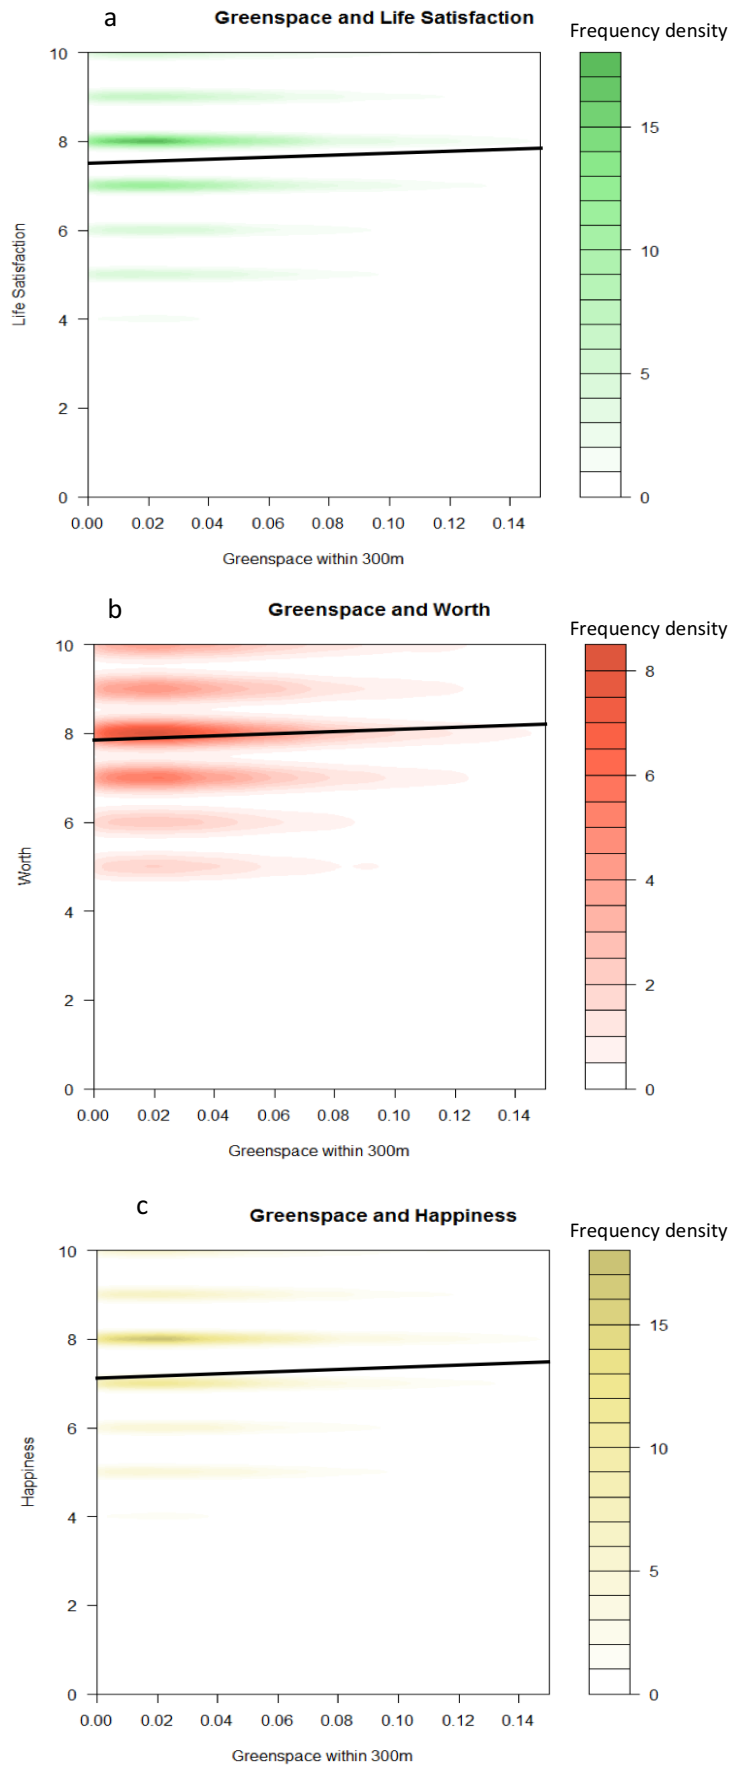 a
Greenspace and Life Satisfaction
Frequency density
10
8
6
4
2
0
Life Satisfaction
0.00 0.02 0.04 0.06 0.08 0.10 0.12 0.14
Greenspace within 300m
15
10
5
0
b
Greenspace and Worth
Frequency density
10
8
6
4
2
0
Worth
0.00 0.02 0.04 0.06 0.08 0.10 0.12 0.14
Greenspace within 300m
8
6
4
2
0
c
Greenspace and Happiness
Frequency density
10
8
6
4
2
0
Happiness
0.00 0.02 0.04 0.06 0.08 0.10 0.12 0.14
Greenspace within 300m
15
10
5
0